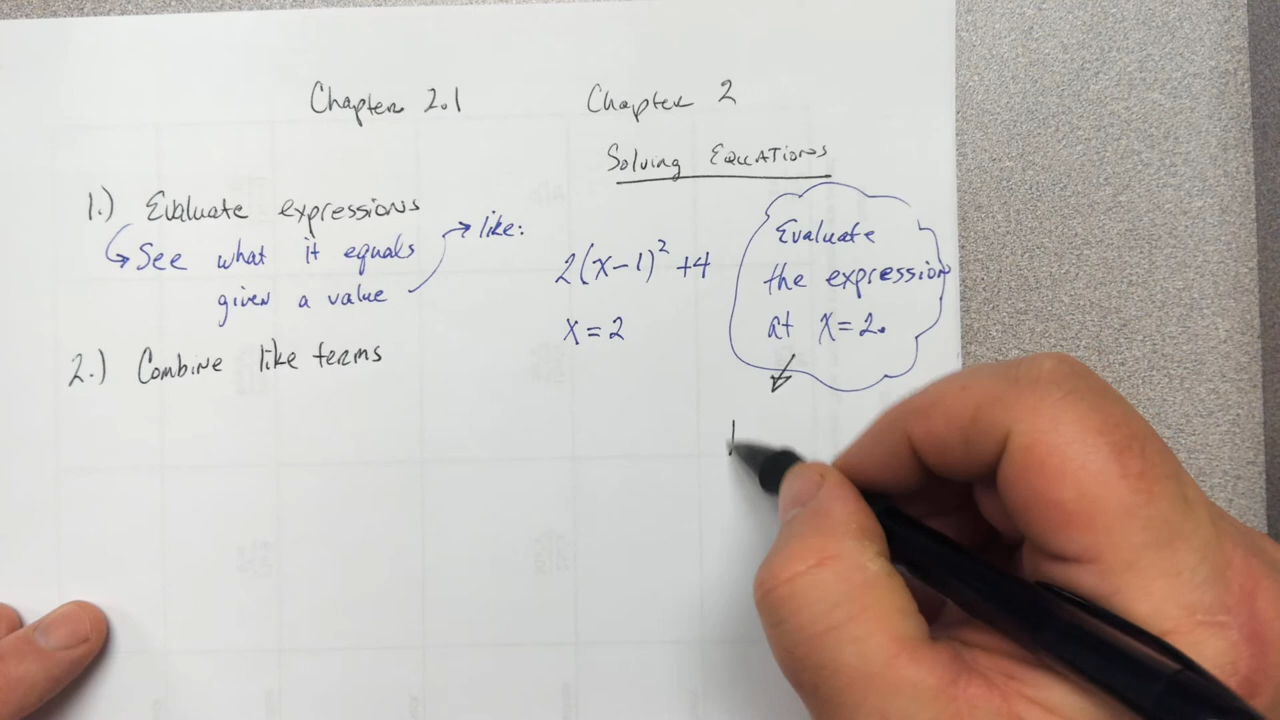 Chapter 2.1
Chapter 2
Solving Equations
1.) Evaluate expressions
See what it equals
given a value
like:
2(x-1)² +4
x = 2
Evaluate
the expression
at x = 2.
2.) Combine like terms